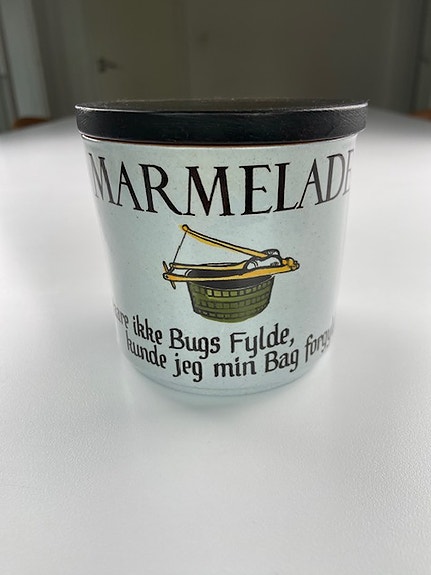 MARMELADE
ikke Bugs Fylde,
kunde jeg min Bag